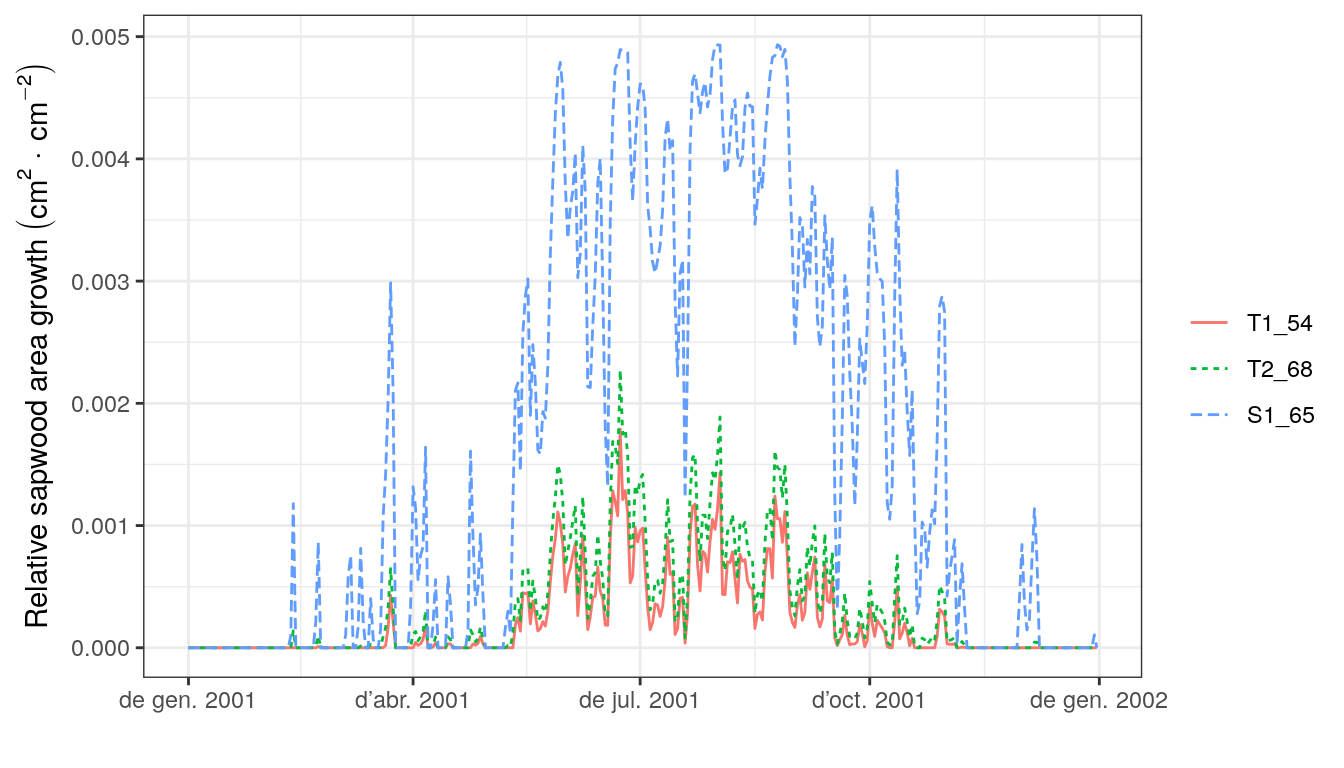 Relative sapwood area growth (cm² · cm⁻²)
0.005
0.004
0.003
0.002
0.001
0.000
de gen. 2001
d’abr. 2001
de jul. 2001
d’oct. 2001
de gen. 2002
T1_54
T2_68
S1_65